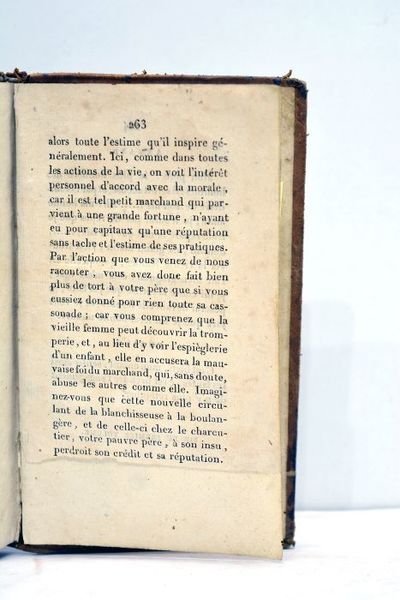 263
alors toute l'estime qu'il inspire gé-
néralement. Ici, comme dans toutes
les actions de la vie, on voit l'intérêt
personnel d'accord avec la morale,
car il est tel petit marchand qui par-
vient à une grande fortune, n'ayant
eu pour capitaux qu'une réputation
sans tache et l'estime de ses pratiques.
Par l'action que vous venez de nous
racouter, vous avez donc fait bien
plus de tort à votre père que si vous
eussiez donné pour rien toute sa cas-
sonade; car vous comprenez que la
vieille femme peut découvrir la trom-
perie, et, au lieu d'y voir l'espièglerie
d'un enfant, elle en accusera la mau-
vaise foi du marchand, qui, sans doute,
abuse les autres comme elle. Imagi-
nez-vous que cette nouvelle circu-
lant de la blanchisseuse à la boulan-
gère, et de celle-ci chez le charcu-
tier, votre pauvre père, à son insu,
perdroit son crédit et sa réputation.